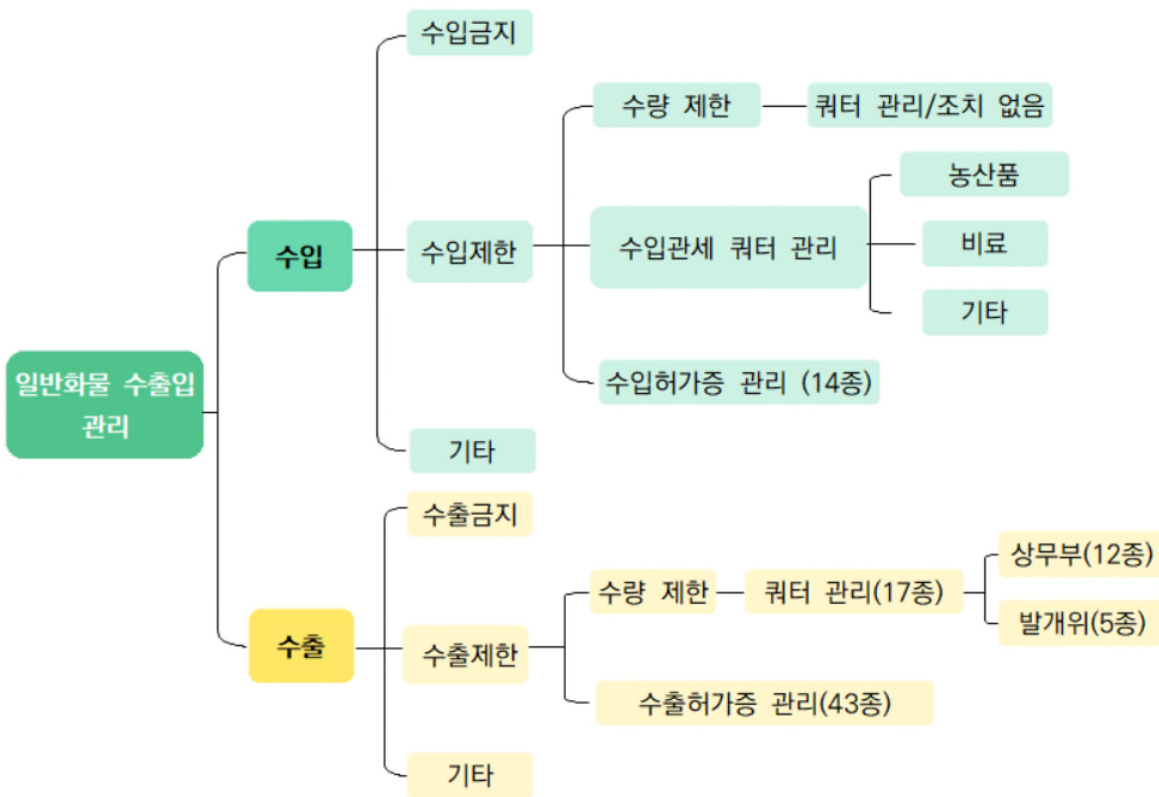 수입금지
수량 제한
쿼터 관리/조치 없음
농산품
수입
수입제한
수입관세 쿼터 관리
비료
기타
일반화물 수출입
관리
수입허가증 관리 (14종)
기타
수출금지
상무부(12종)
수량 제한
쿼터 관리(17종)
발개위(5종)
수출
수출제한
수출허가증 관리(43종)
기타